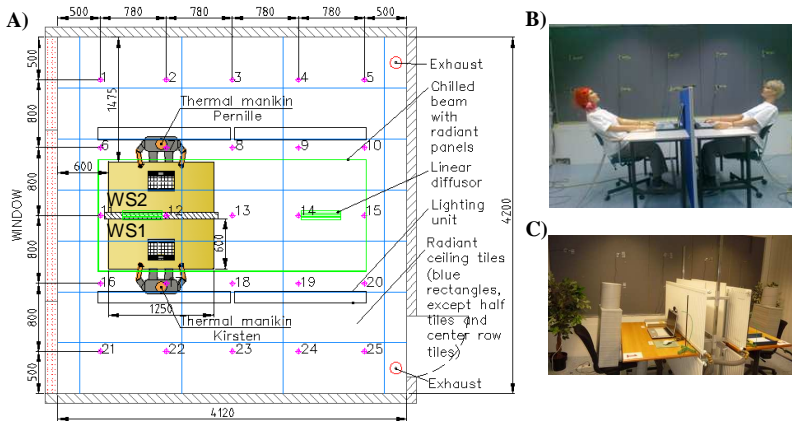 A)
500
780
780
780
780
500
500
800
800
800
800
500
1475
1
2
3
4
5
Thermal manikin
Pernille
6
7
8
9
10
600
WS2
11
12
13
14
15
WS1
600
16
18
19
20
1250
Thermal manikin
Kirsten
21
22
23
24
25
WINDOW
4120
4200
Exhaust
Chilled
beam
with
radiant
panels
Linear
diffusor
Lighting
unit
Radiant
ceiling tiles
(blue
rectangles,
except half
tiles and
center row
tiles)
Exhaust
B)
C)